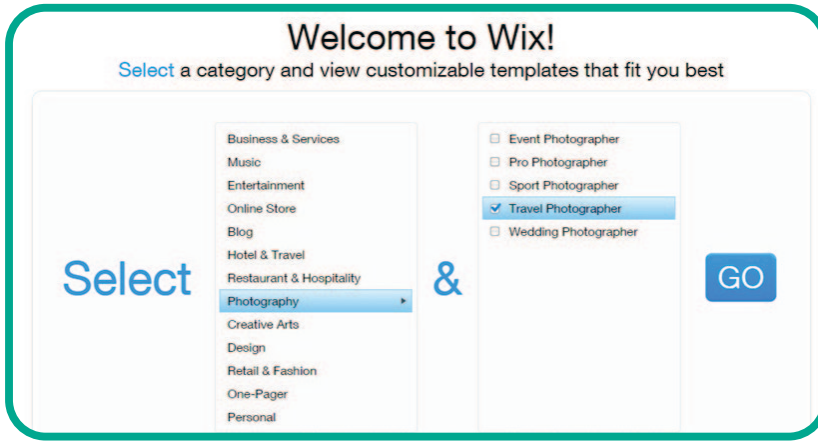 Welcome to Wix!
Select a category and view customizable templates that fit you best
Select
Business & Services
Music
Entertainment
Online Store
Blog
Hotel & Travel
Restaurant & Hospitality
Photography
Creative Arts
Design
Retail & Fashion
One-Pager
Personal
&
Event Photographer
Pro Photographer
Sport Photographer
Travel Photographer
Wedding Photographer
GO